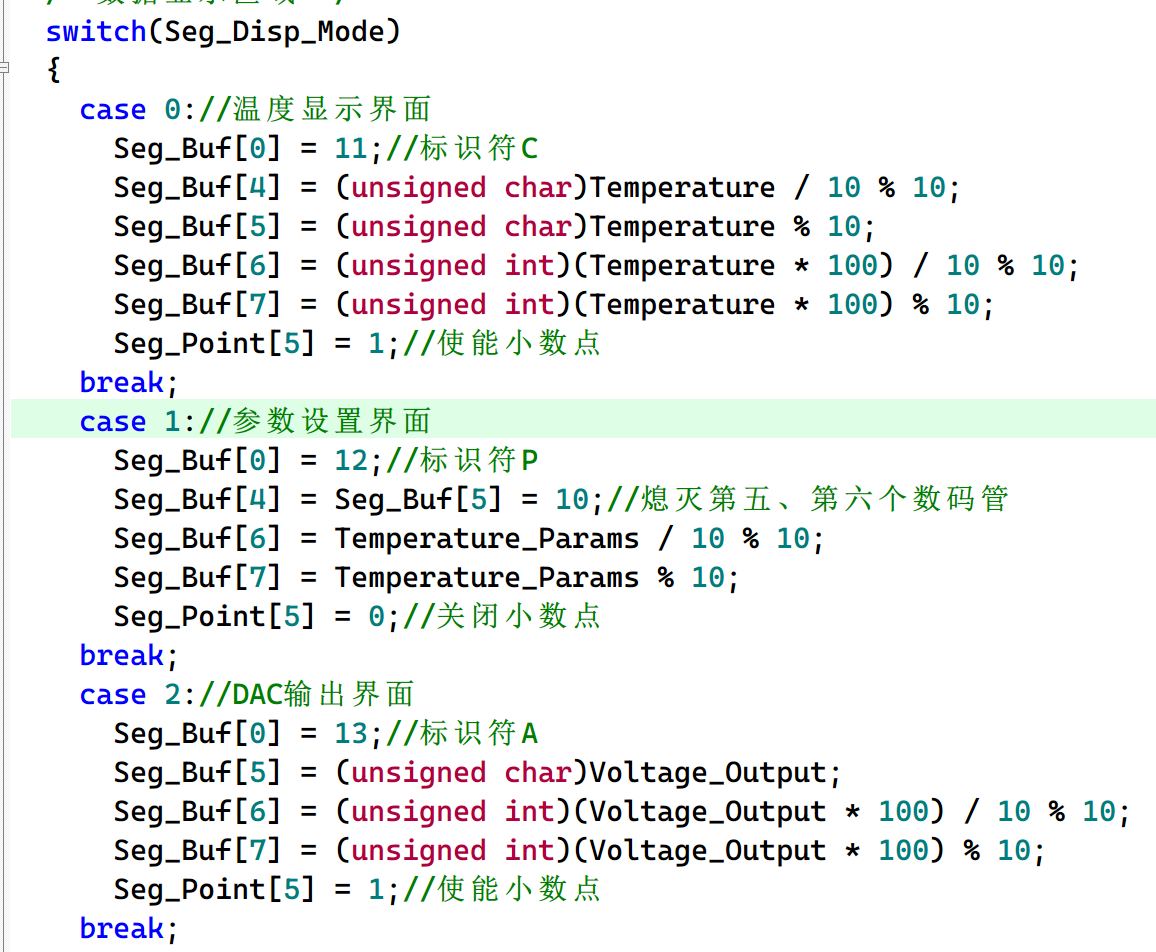 switch(Seg_Disp_Mode)
{
case 0://温度显示界面
Seg_Buf[0] = 11;//标识符C
Seg_Buf[4] = (unsigned char)Temperature / 10 % 10;
Seg_Buf[5] = (unsigned char)Temperature % 10;
Seg_Buf[6] = (unsigned int)(Temperature * 100) / 10 % 10;
Seg_Buf[7] = (unsigned int)(Temperature * 100) % 10;
Seg_Point[5] = 1;//使能小数点
break;
case 1://参数设置界面
Seg_Buf[0] = 12;//标识符P
Seg_Buf[4] = Seg_Buf[5] = 10;//熄灭第五、第六个数码管
Seg_Buf[6] = Temperature_Params / 10 % 10;
Seg_Buf[7] = Temperature_Params % 10;
Seg_Point[5] = 0;//关闭小数点
break;
case 2://DAC输出界面
Seg_Buf[0] = 13;//标识符A
Seg_Buf[5] = (unsigned char)Voltage_Output;
Seg_Buf[6] = (unsigned int)(Voltage_Output * 100) / 10 % 10;
Seg_Buf[7] = (unsigned int)(Voltage_Output * 100) % 10;
Seg_Point[5] = 1;//使能小数点
break;